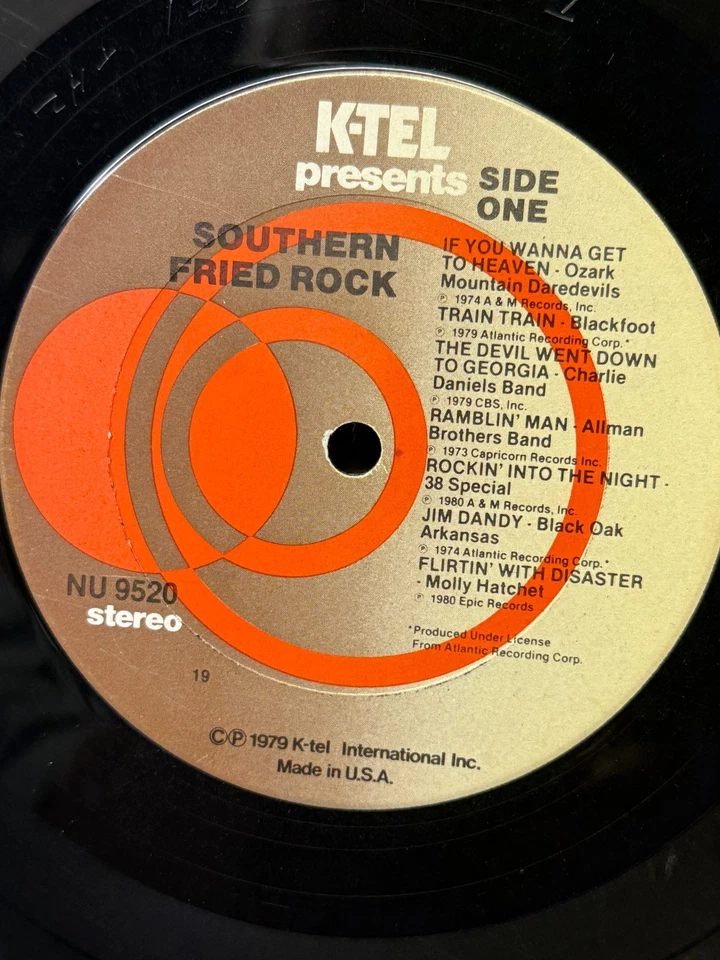 K-TEL
presents
SIDE
ONE
SOUTHERN
FRIED ROCK
IF YOU WANNA GET
TO HEAVEN - Ozark
Mountain Daredevils
℗ 1974 A & M Records, Inc.
TRAIN TRAIN - Blackfoot
℗ 1979 Atlantic Recording Corp.*
THE DEVIL WENT DOWN
TO GEORGIA - Charlie
Daniels Band
℗ 1979 CBS, Inc.
RAMBLIN' MAN - Allman
Brothers Band
℗ 1973 Capricorn Records Inc.
ROCKIN' INTO THE NIGHT -
38 Special
℗ 1980 A & M Records, Inc.
JIM DANDY - Black Oak
Arkansas
℗ 1974 Atlantic Recording Corp.*
FLIRTIN' WITH DISASTER
- Molly Hatchet
℗ 1980 Epic Records
*Produced Under License
From Atlantic Recording Corp.
NU 9520
stereo
19
©℗ 1979 K-tel International Inc.
Made in U.S.A.